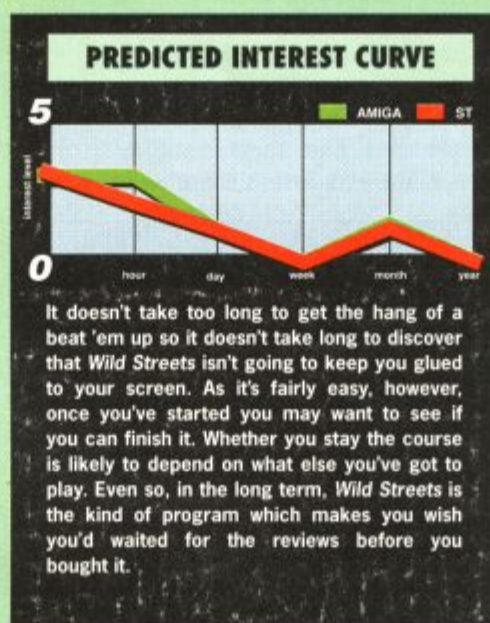 PREDICTED INTEREST CURVE
5
AMIGA ST
interest level
0
hour day week month year
It doesn't take too long to get the hang of a
beat 'em up so it doesn't take long to discover
that Wild Streets isn't going to keep you glued
to your screen. As it's fairly easy, however,
once you've started you may want to see if
you can finish it. Whether you stay the course
is likely to depend on what else you've got to
play. Even so, in the long term, Wild Streets is
the kind of program which makes you wish
you'd waited for the reviews before you
bought it.